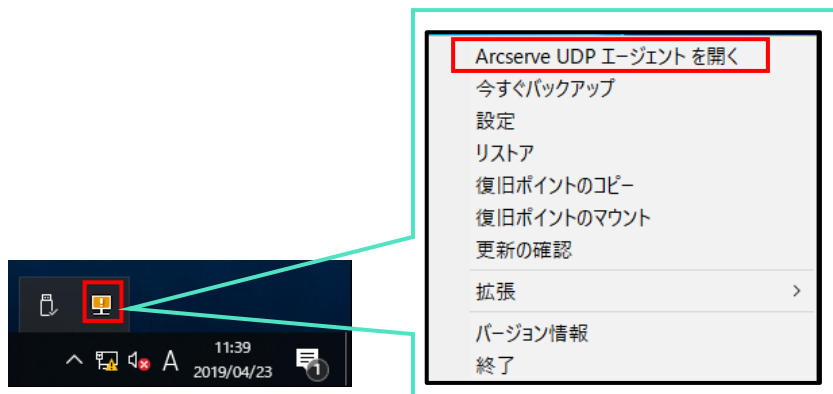 Arcserve UDP エージェント を開く
今すぐバックアップ
設定
リストア
復旧ポイントのコピー
復旧ポイントのマウント
更新の確認
拡張
バージョン情報
終了
A
11:39
2019/04/23
1